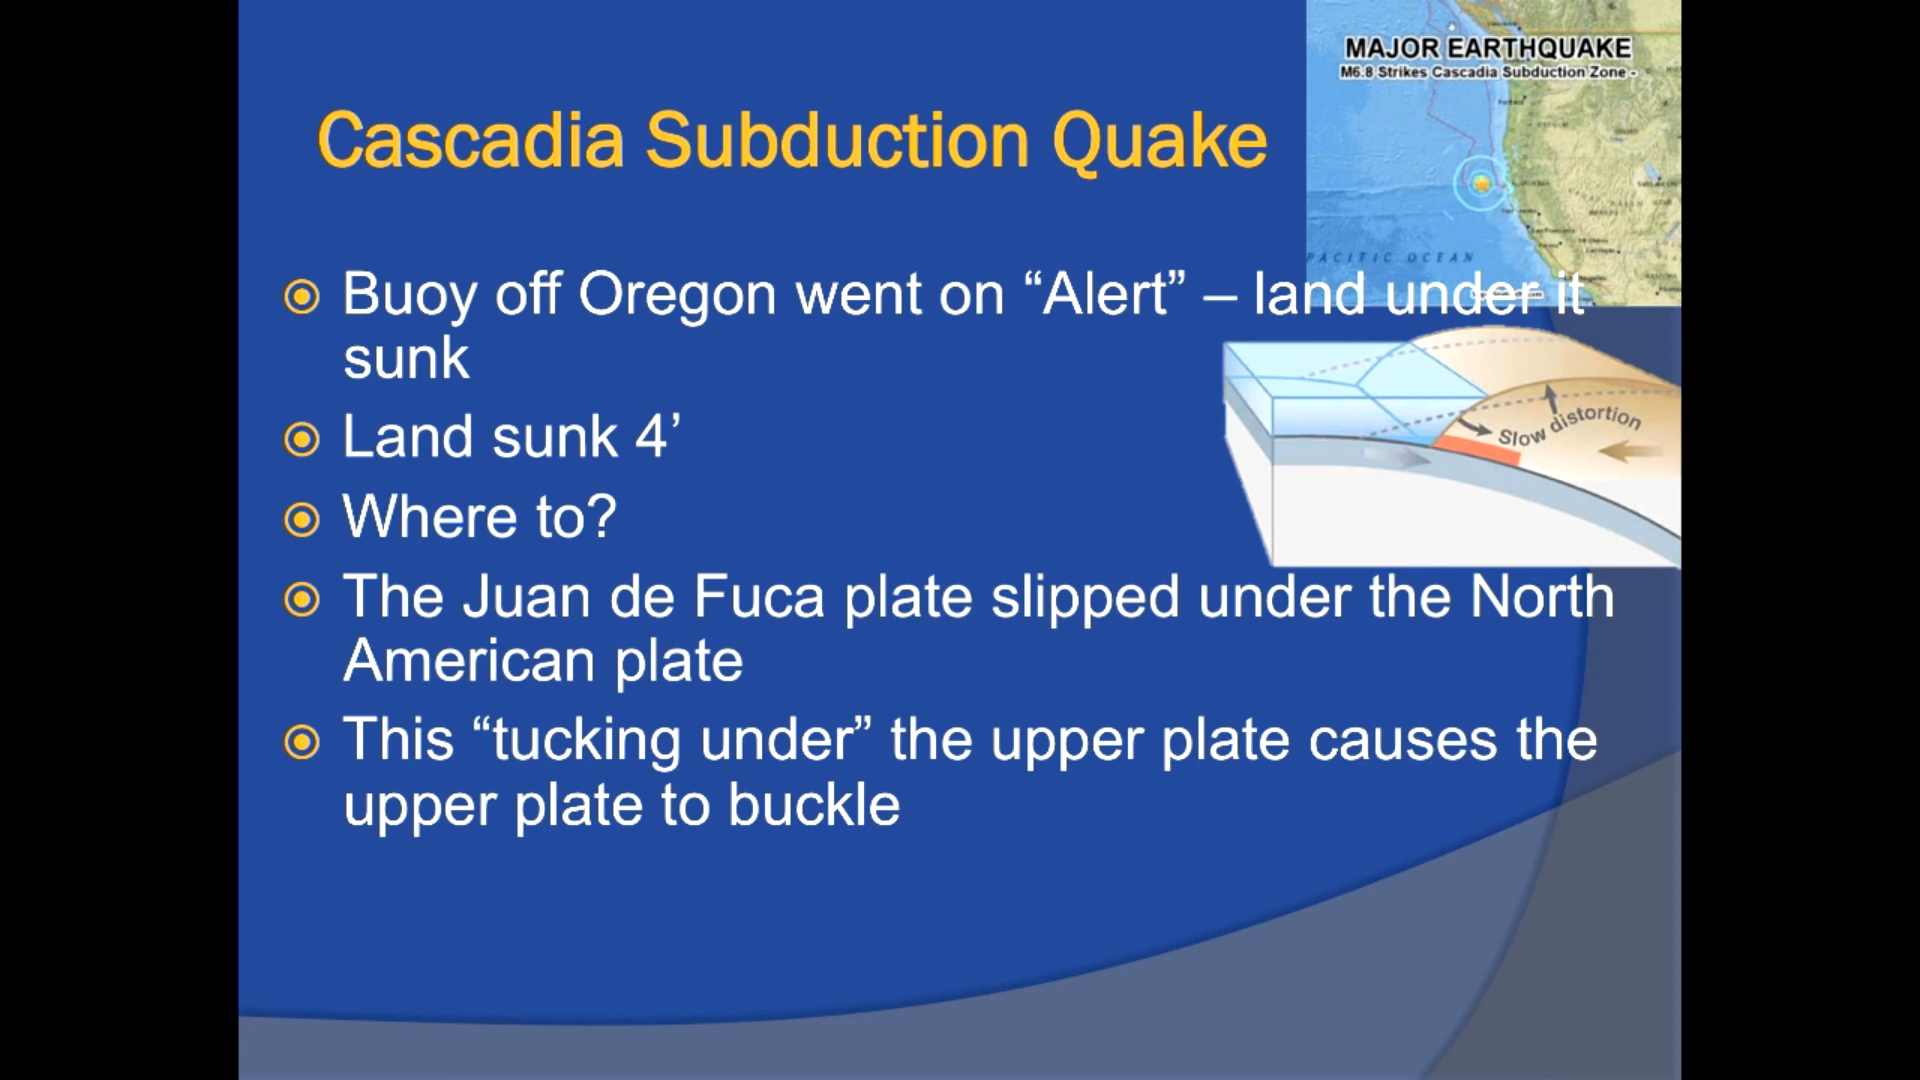 MAJOR EARTHQUAKE
M6.8 Strikes Cascadia Subduction Zone -
Cascadia Subduction Quake
PACIFIC OCEAN
Buoy off Oregon went on “Alert” – land under it
sunk
Slow distortion
Land sunk 4’
Where to?
The Juan de Fuca plate slipped under the North
American plate
This “tucking under” the upper plate causes the
upper plate to buckle